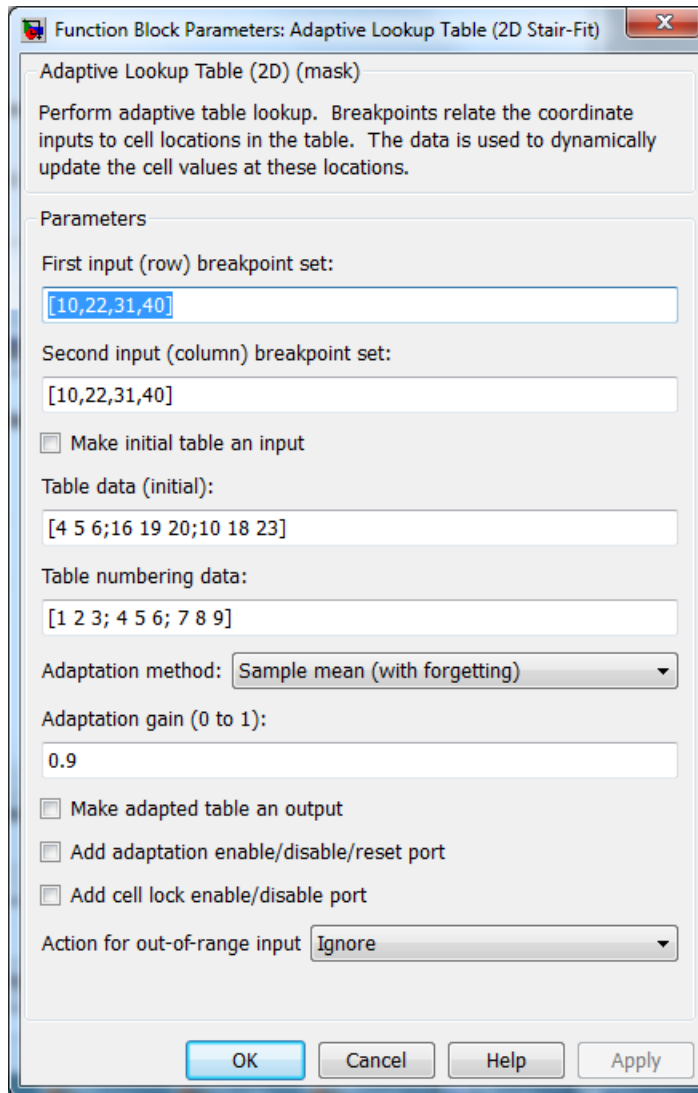 Function Block Parameters: Adaptive Lookup Table (2D Stair-Fit)
Adaptive Lookup Table (2D) (mask)
Perform adaptive table lookup.  Breakpoints relate the coordinate
inputs to cell locations in the table.  The data is used to dynamically
update the cell values at these locations.
Parameters
First input (row) breakpoint set:
[10,22,31,40]
Second input (column) breakpoint set:
[10,22,31,40]
Make initial table an input
Table data (initial):
[4 5 6;16 19 20;10 18 23]
Table numbering data:
[1 2 3; 4 5 6; 7 8 9]
Adaptation method: Sample mean (with forgetting)
Adaptation gain (0 to 1):
0.9
Make adapted table an output
Add adaptation enable/disable/reset port
Add cell lock enable/disable port
Action for out-of-range input Ignore
OK Cancel Help Apply